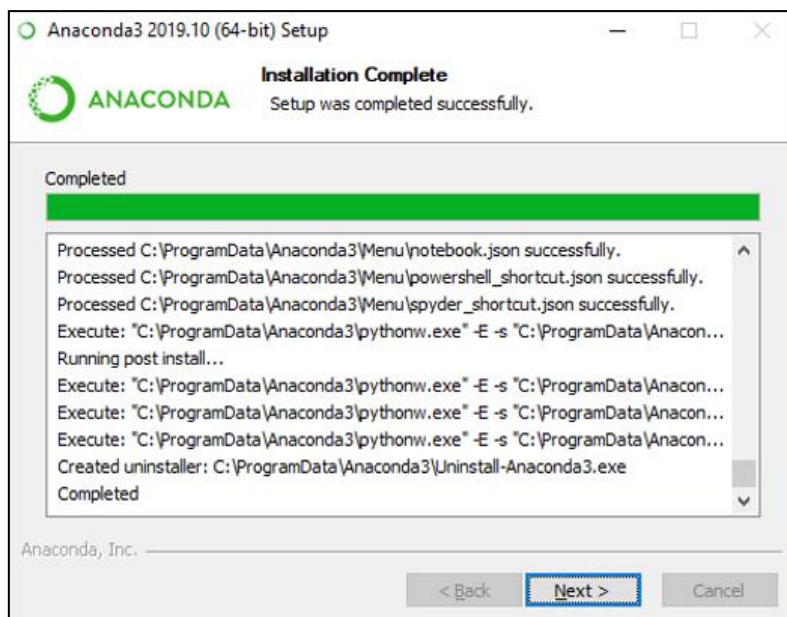 Anaconda3 2019.10 (64-bit) Setup
ANACONDA
Installation Complete
Setup was completed successfully.
Completed
Processed C:\ProgramData\Anaconda3\Menu\notebook.json successfully.
Processed C:\ProgramData\Anaconda3\Menu\powershell_shortcut.json successfully.
Processed C:\ProgramData\Anaconda3\Menu\spyder_shortcut.json successfully.
Execute: "C:\ProgramData\Anaconda3\pythonw.exe" -E -s "C:\ProgramData\Anacon...
Running post install...
Execute: "C:\ProgramData\Anaconda3\pythonw.exe" -E -s "C:\ProgramData\Anacon...
Execute: "C:\ProgramData\Anaconda3\pythonw.exe" -E -s "C:\ProgramData\Anacon...
Execute: "C:\ProgramData\Anaconda3\pythonw.exe" -E -s "C:\ProgramData\Anacon...
Created uninstaller: C:\ProgramData\Anaconda3\Uninstall-Anaconda3.exe
Completed
Anaconda, Inc.
< Back Next > Cancel